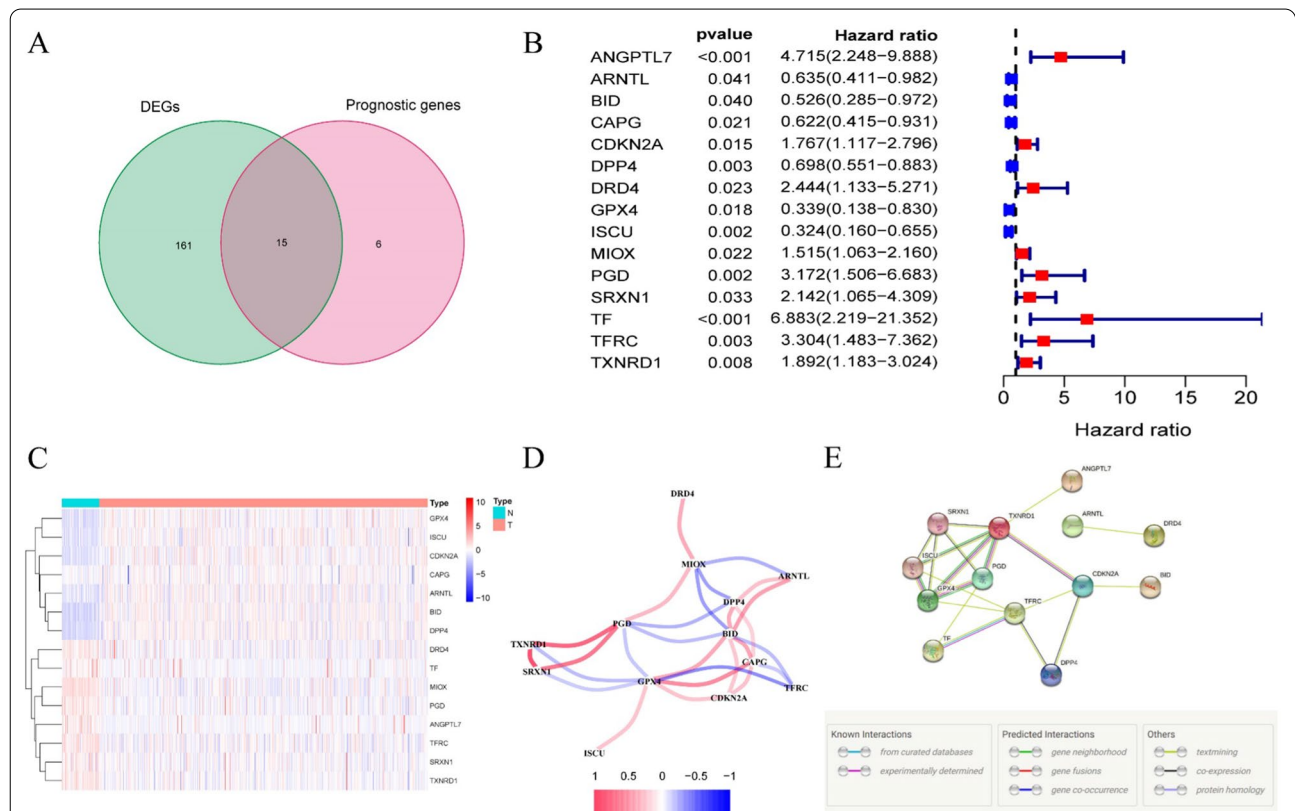 A
DEGs
Prognostic genes
161
15
6
B
pvalue Hazard ratio
ANGPTL7 <0.001 4.715(2.248−9.888)
ARNTL 0.041 0.635(0.411−0.982)
BID 0.040 0.526(0.285−0.972)
CAPG 0.021 0.622(0.415−0.931)
CDKN2A 0.015 1.767(1.117−2.796)
DPP4 0.003 0.698(0.551−0.883)
DRD4 0.023 2.444(1.133−5.271)
GPX4 0.018 0.339(0.138−0.830)
ISCU 0.002 0.324(0.160−0.655)
MIOX 0.022 1.515(1.063−2.160)
PGD 0.002 3.172(1.506−6.683)
SRXN1 0.033 2.142(1.065−4.309)
TF <0.001 6.883(2.219−21.352)
TFRC 0.003 3.304(1.483−7.362)
TXNRD1 0.008 1.892(1.183−3.024)
0 5 10 15 20
Hazard ratio
C
Type
GPX4
ISCU
CDKN2A
CAPG
ARNTL
BID
DPP4
DRD4
TF
MIOX
PGD
ANGPTL7
TFRC
SRXN1
TXNRD1
10
5
0
−5
−10
Type
N
T
D
DRD4
MIOX
ARNTL
DPP4
PGD
BID
TXNRD1
SRXN1
CAPG
GPX4
TFRC
CDKN2A
ISCU
1 0.5 0 −0.5 −1
E
ANGPTL7
SRXN1
TXNRD1
ARNTL
DRD4
ISCU
PGD
CDKN2A
BID
GPX4
TFRC
TF
DPP4
Known Interactions
from curated databases
experimentally determined
Predicted Interactions
gene neighborhood
gene fusions
gene co-occurrence
Others
textmining
co-expression
protein homology